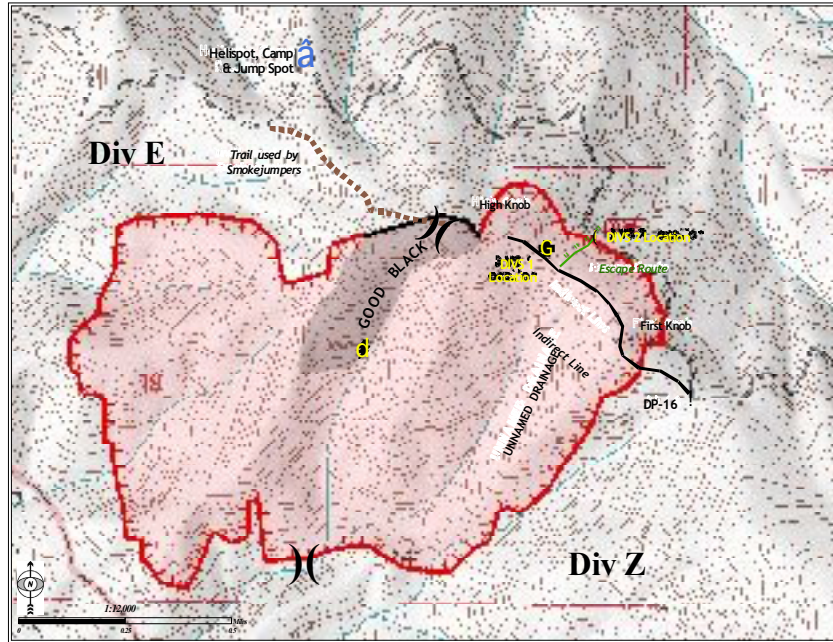 Helispot, Camp
& Jump Spot
á
Div E
Trail used by
Smokejumpers
High Knob
G
DIVS Z Location
Location
Escape Route
GOOD BLACK
d
First Knob
Indirect Line
UNNAMED DRAINAGE
DP-16
Div Z
N
1:12,000
0
0.25
0.5
Miles